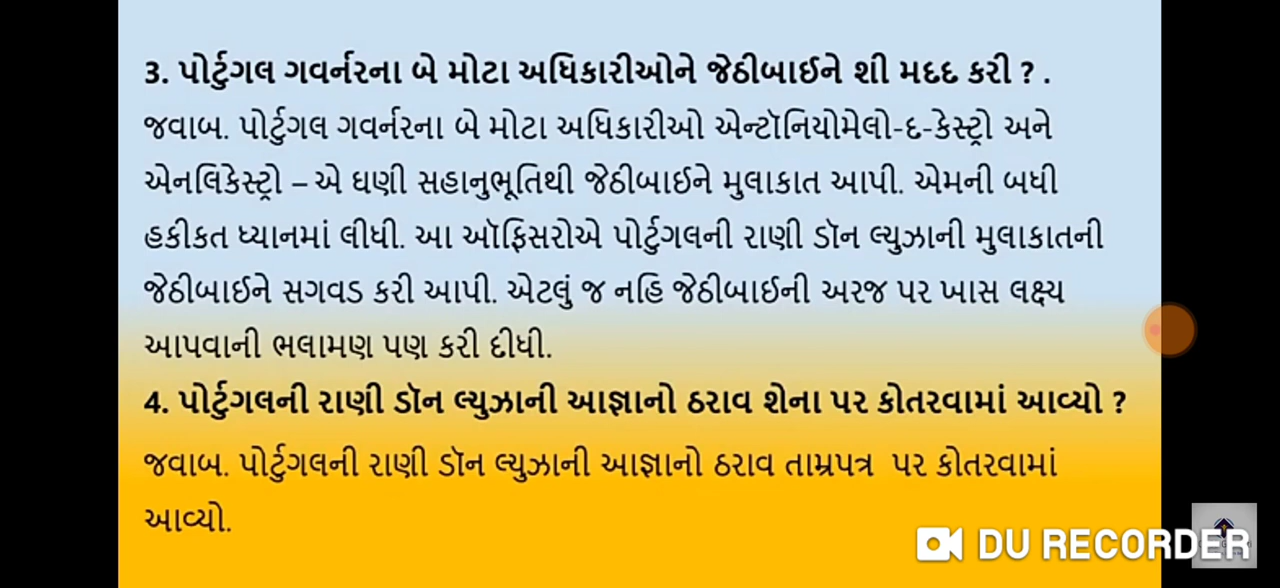 3. પોર્ટુગલ ગવર્નરના બે મોટા અધિકારીઓને જેઠીબાઈને શી મદદ કરી ? .
જવાબ. પોર્ટુગલ ગવર્નરના બે મોટા અધિકારીઓ એન્ટૉનિયોમેલો-દ-કેસ્ટ્રો અને
એનલિકેસ્ટ્રો – એ ઘણી સહાનુભૂતિથી જેઠીબાઈને મુલાકાત આપી. એમની બધી
હકીકત ધ્યાનમાં લીધી. આ ઑફિસરોએ પોર્ટુગલની રાણી ડૉન લ્યુઝાની મુલાકાતની
જેઠીબાઈને સગવડ કરી આપી. એટલું જ નહિ જેઠીબાઈની અરજ પર ખાસ લક્ષ્ય
આપવાની ભલામણ પણ કરી દીધી.
4. પોર્ટુગલની રાણી ડૉન લ્યુઝાની આજ્ઞાનો ઠરાવ શેના પર કોતરવામાં આવ્યો ?
જવાબ. પોર્ટુગલની રાણી ડૉન લ્યુઝાની આજ્ઞાનો ઠરાવ તામ્રપત્ર પર કોતરવામાં
આવ્યો.
DU RECORDER